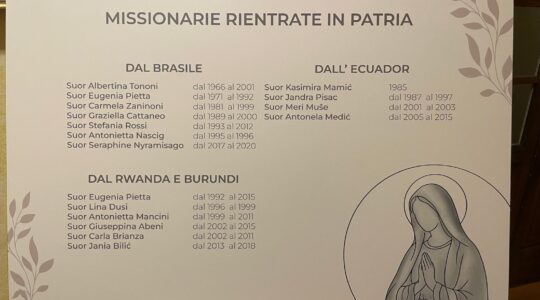 MISSIONARIE RIENTRATE IN PATRIA
DAL BRASILE
Suor Albertina Tononi dal 1966 al 2001
Suor Eugenia Pietta dal 1971 al 1992
Suor Carmela Zaninoni dal 1981 al 1999
Suor Graziella Cattaneo dal 1989 al 2000
Suor Stefania Rossi dal 1993 al 2012
Suor Antonietta Nascig dal 1995 al 1996
Suor Seraphine Nyramisago dal 2017 al 2020
DALL' ECUADOR
Suor Kasimira Mamić 1985
Suor Jandra Pisac dal 1987 al 1997
Suor Meri Muše dal 2001 al 2003
Suor Antonela Medić dal 2005 al 2015
DAL RWANDA E BURUNDI
Suor Eugenia Pietta dal 1992 al 2015
Suor Lina Dusi dal 1996 al 1999
Suor Antonietta Mancini dal 1999 al 2011
Suor Giuseppina Abeni dal 2002 al 2015
Suor Carla Brianza dal 2002 al 2011
Suor Jania Bilić dal 2013 al 2018